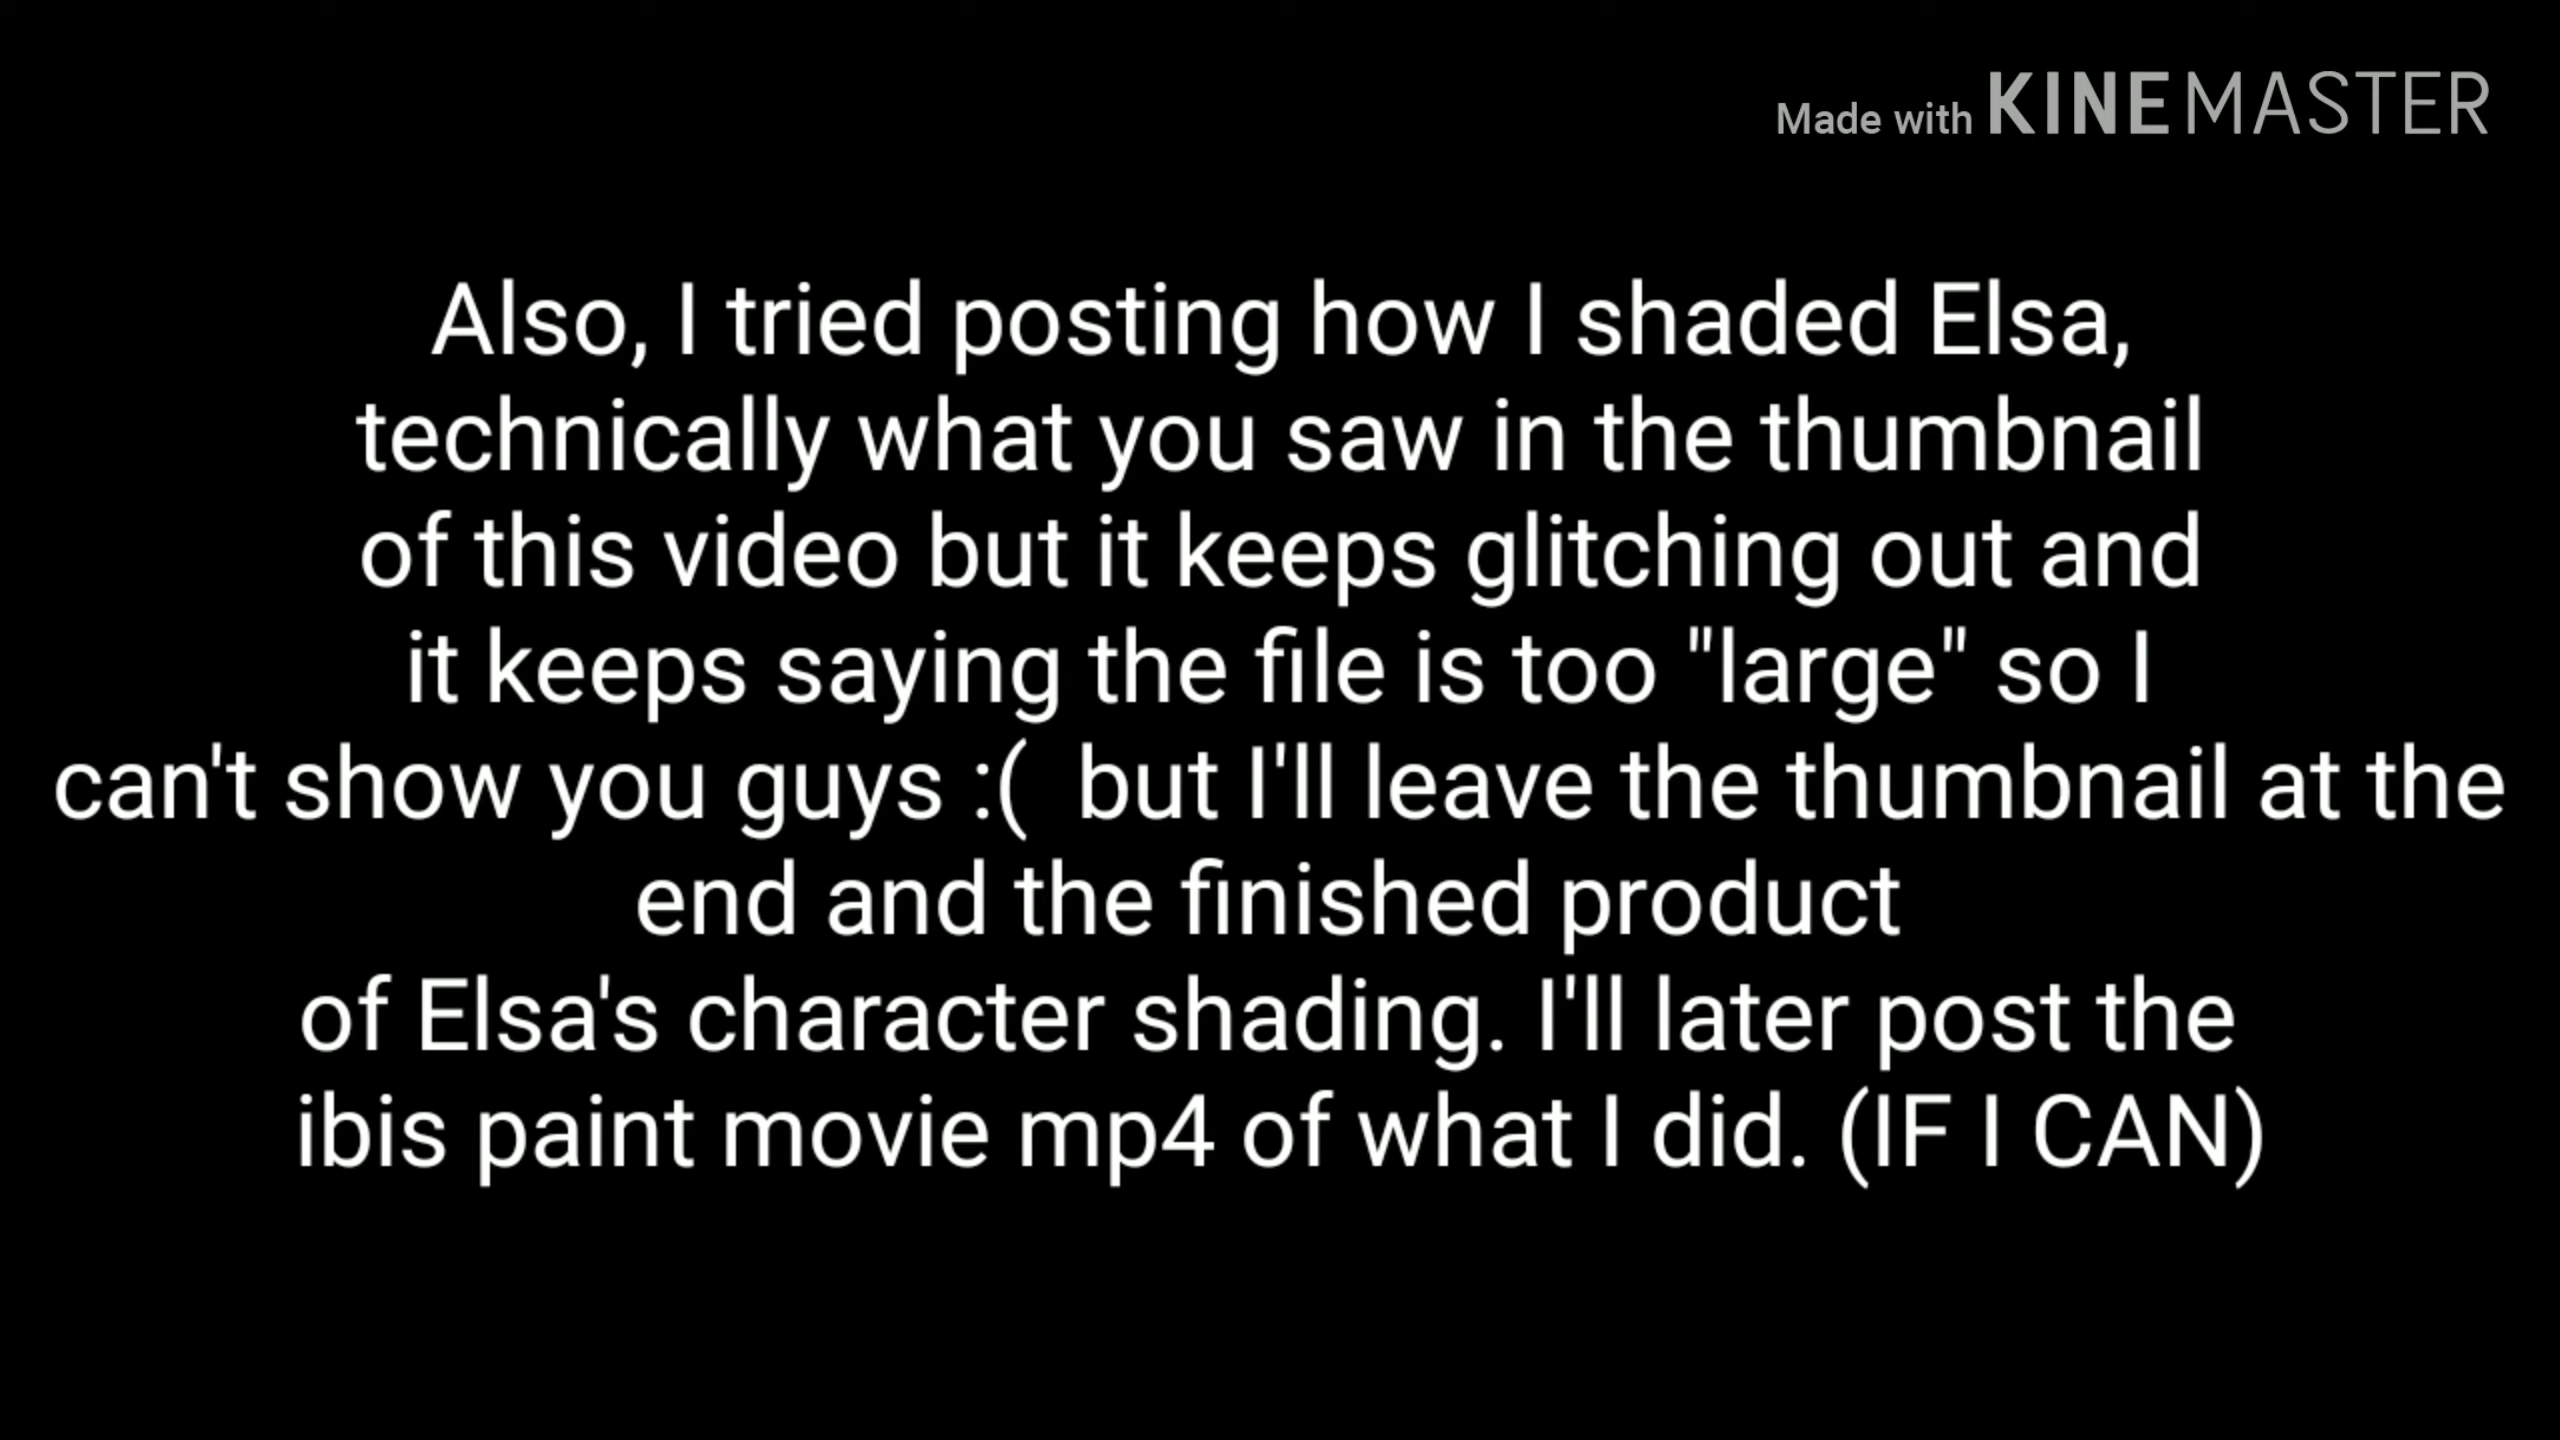 Made with KINEMASTER
Also, I tried posting how I shaded Elsa,
technically what you saw in the thumbnail
of this video but it keeps glitching out and
it keeps saying the file is too "large" so I
can't show you guys :(  but I'll leave the thumbnail at the
end and the finished product
of Elsa's character shading. I'll later post the
ibis paint movie mp4 of what I did. (IF I CAN)